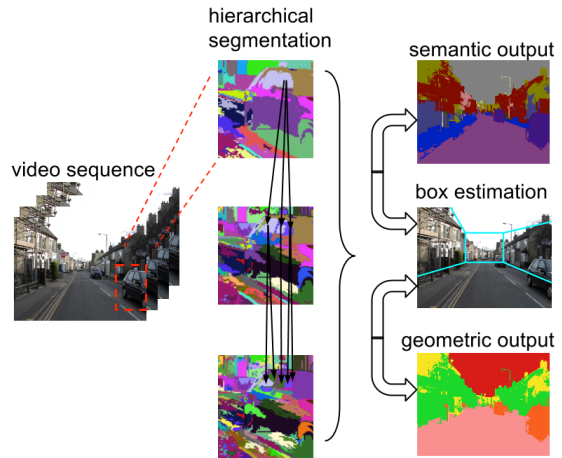 hierarchical
segmentation
semantic output
video sequence
box estimation
geometric output